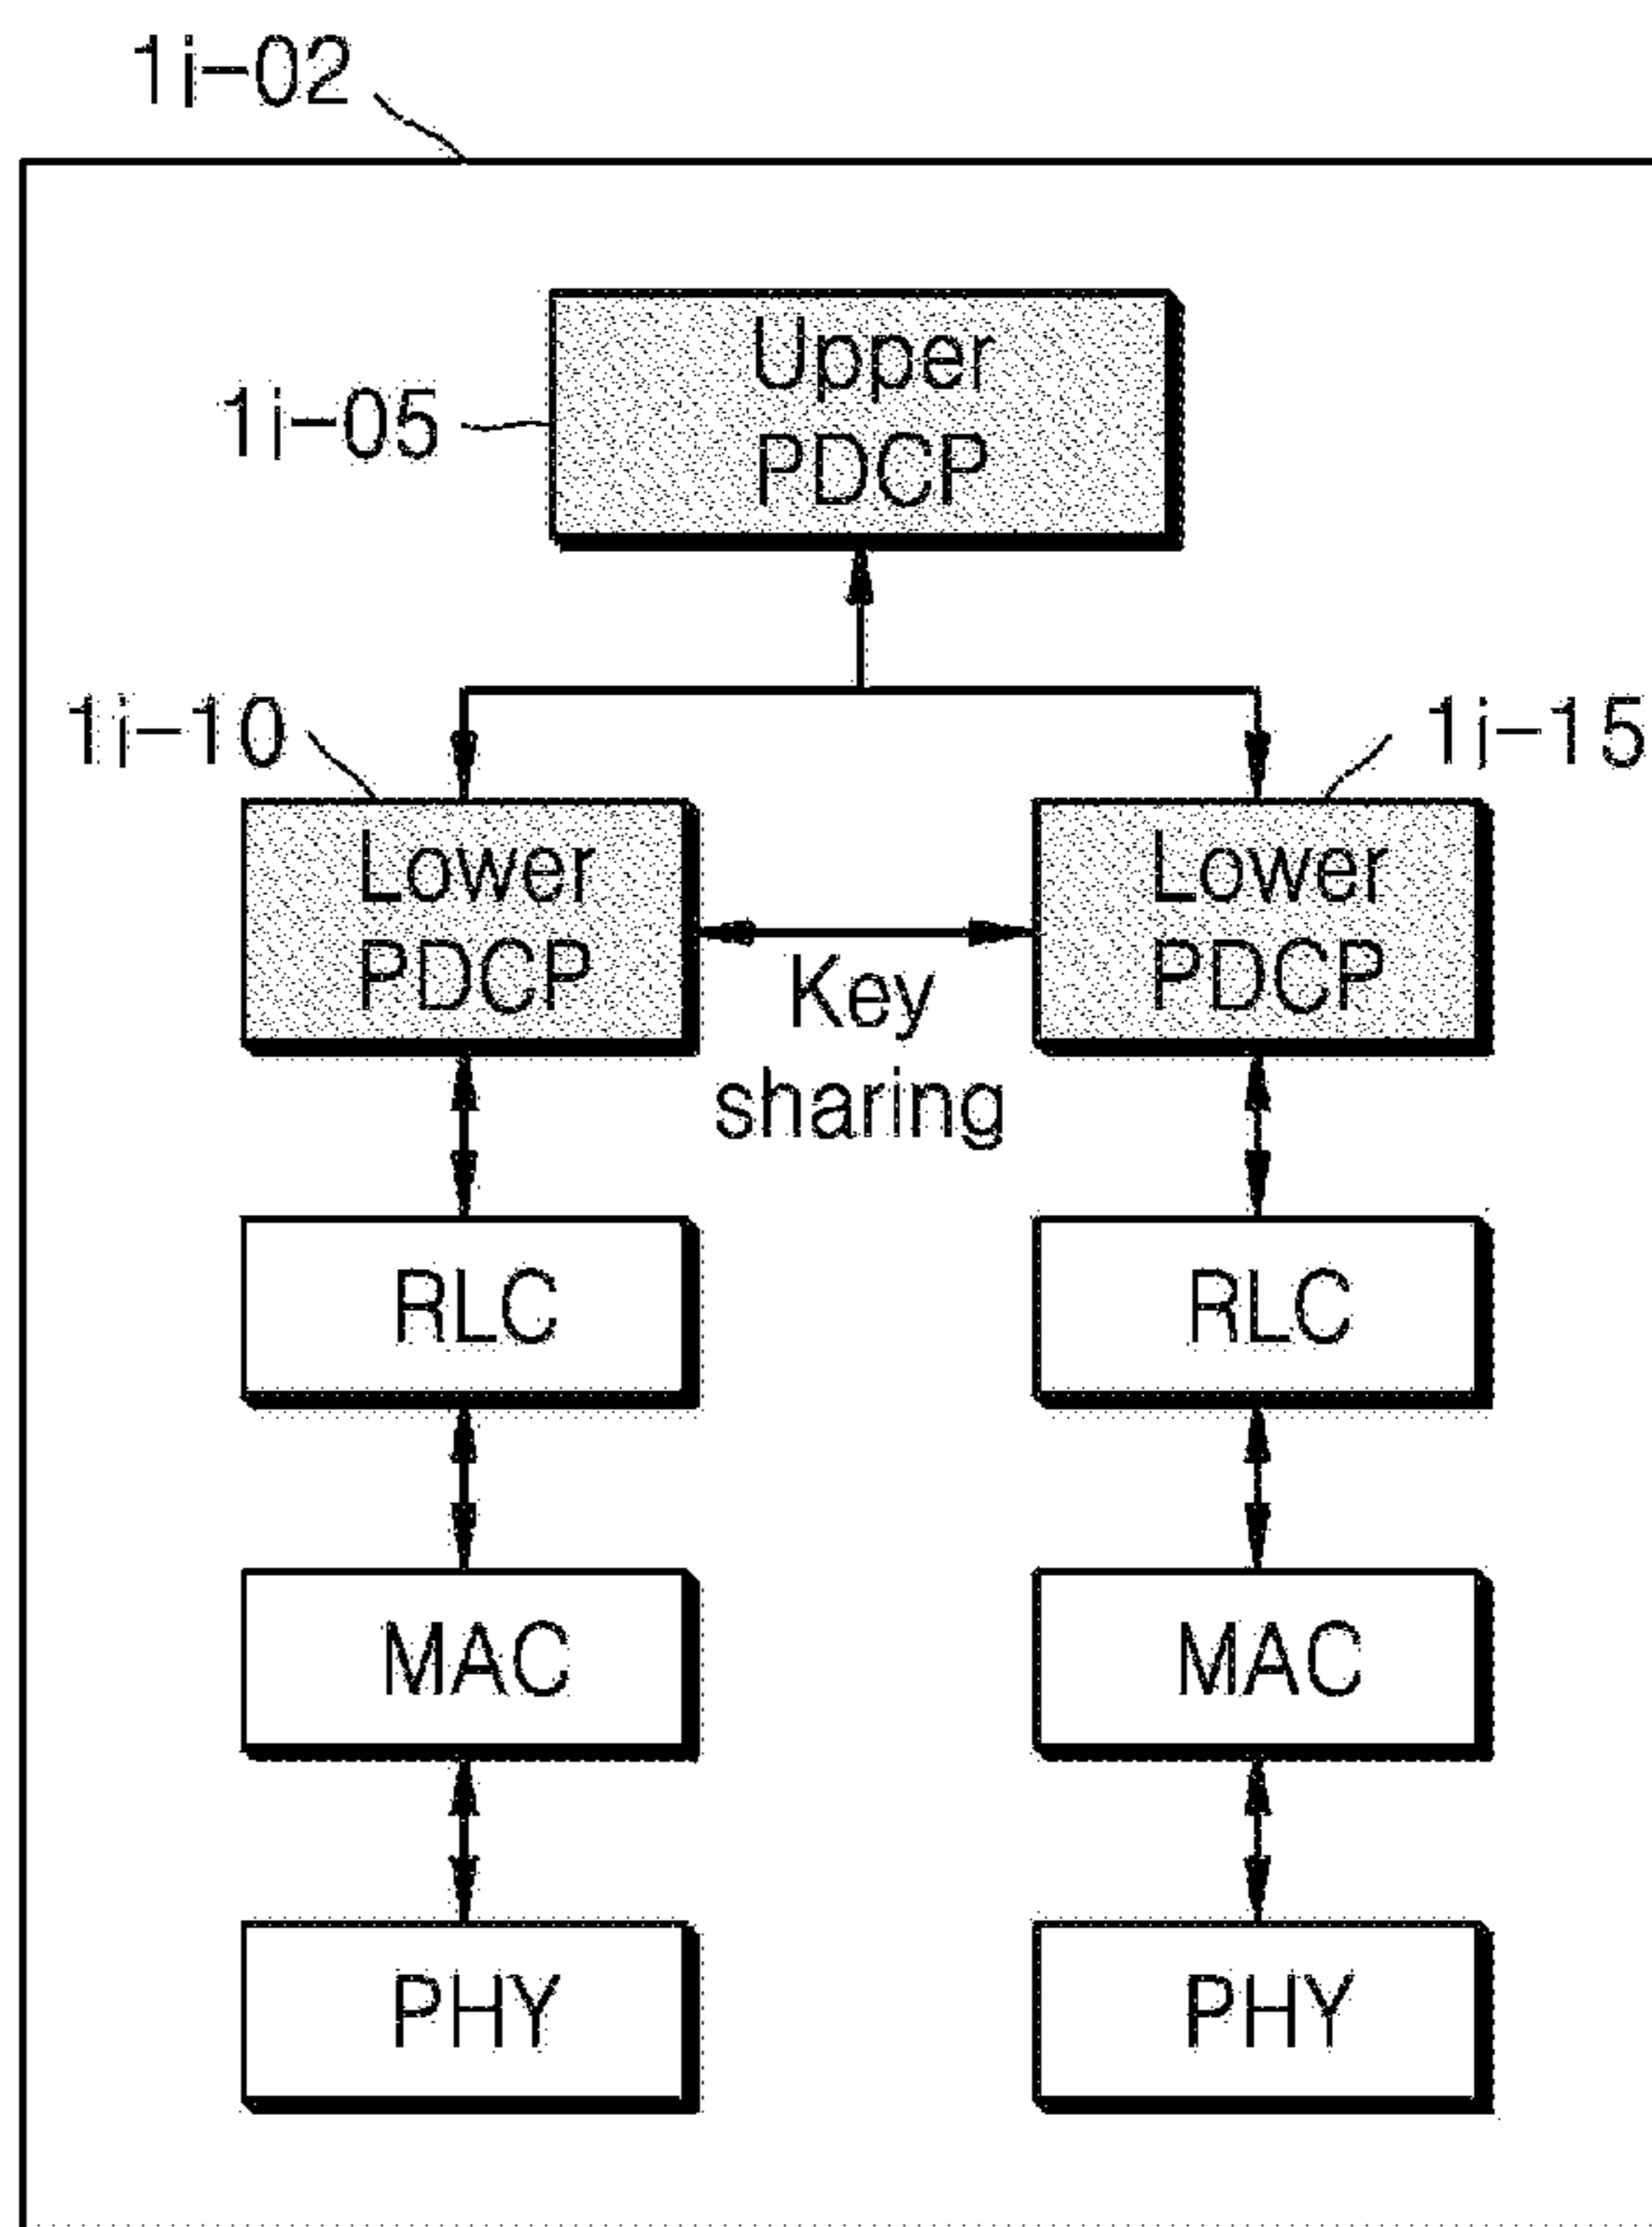 1i-02
Upper
PDCP
1i-05
1i-10
1i-15
Lower
PDCP
Lower
PDCP
Key
sharing
RLC
RLC
MAC
MAC
PHY
PHY